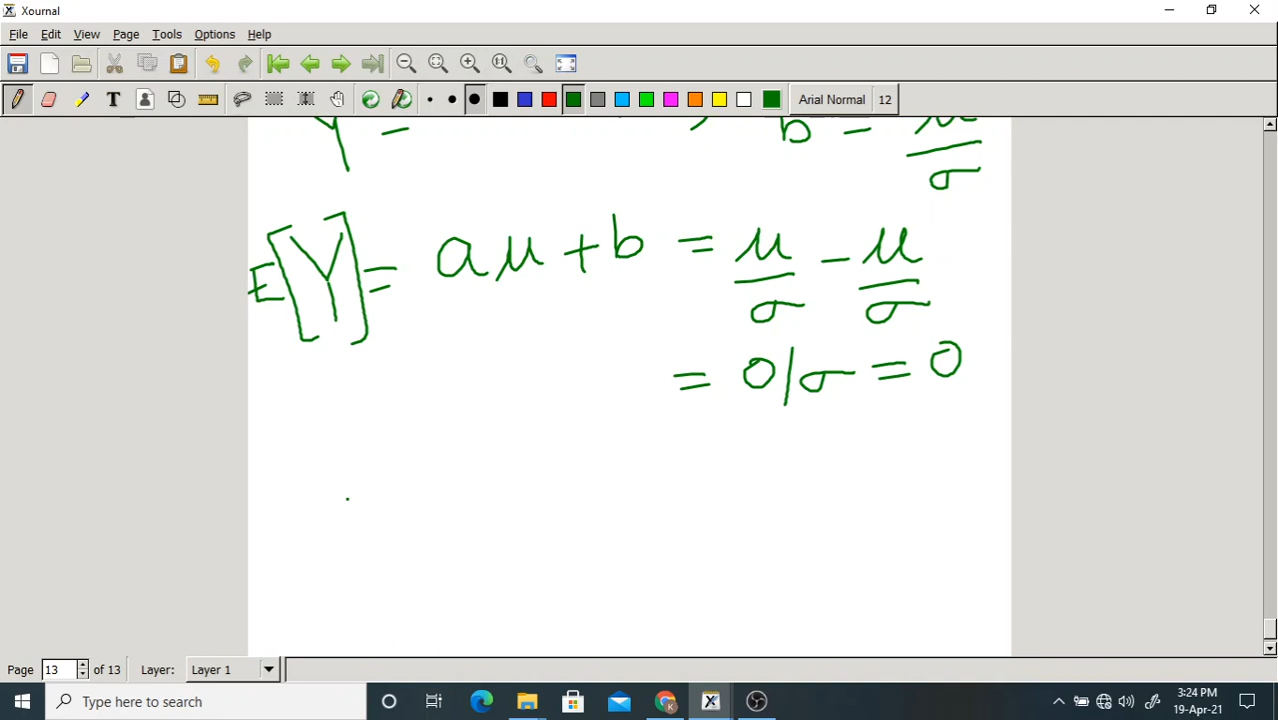 Xournal
File Edit View Page Tools Options Help
Arial Normal 12
Y = b = μ/σ
E[Y] = aμ + b = μ/σ - μ/σ
= 0/σ = 0
Page 13 of 13 Layer: Layer 1
Type here to search
3:24 PM
19-Apr-21